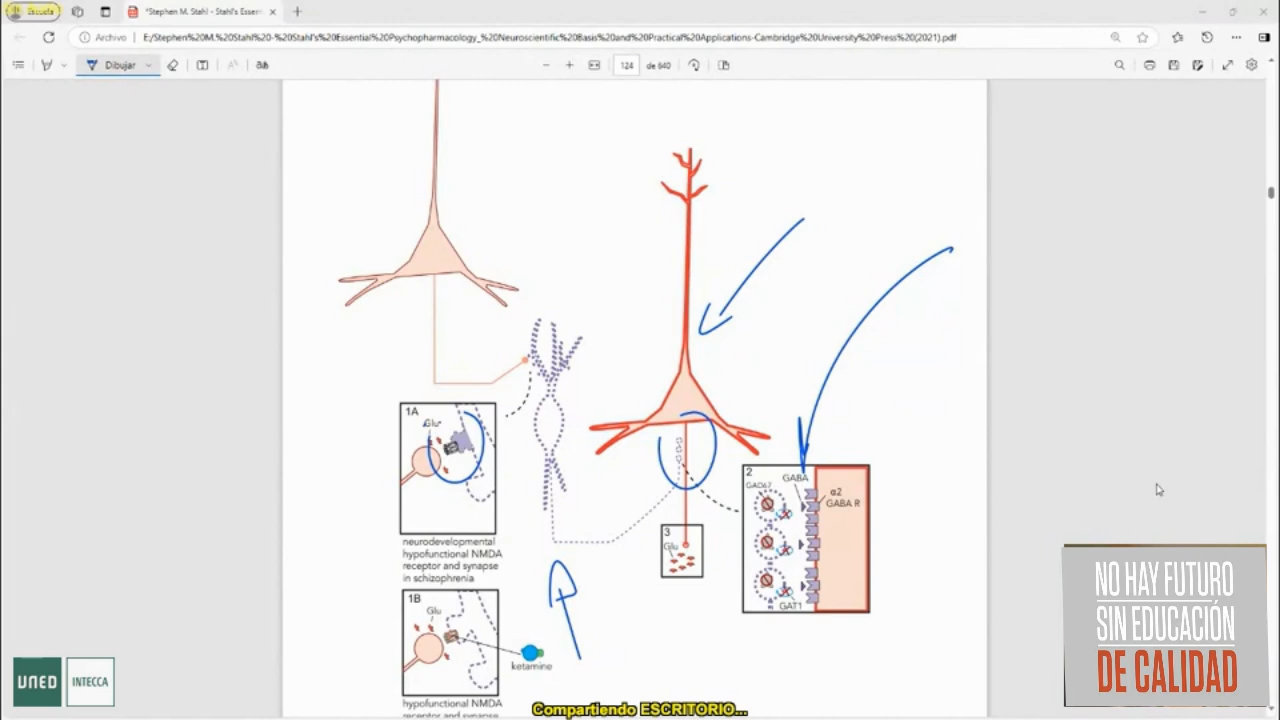 Escuela
*Stephen M. Stahl - Stahl's Essen
Archivo
E:/Stephen%20M.%20Stahl%20-%20Stahl's%20Essential%20Psychopharmacology_%20Neuroscientific%20Basis%20and%20Practical%20Applications-Cambridge%20University%20Press%20(2021).pdf
Dibujar
124 de 640
1A
Glu
neurodevelopmental
hypofunctional NMDA
receptor and synapse
in schizophrenia
1B
Glu
ketamine
hypofunctional NMDA
receptor and synapse
3
Glu
2
GAD67
GABA
α2
GABA R
GAT1
NO HAY FUTURO
SIN EDUCACIÓN
DE CALIDAD
UNED
INTECCA
Compartiendo ESCRITORIO...